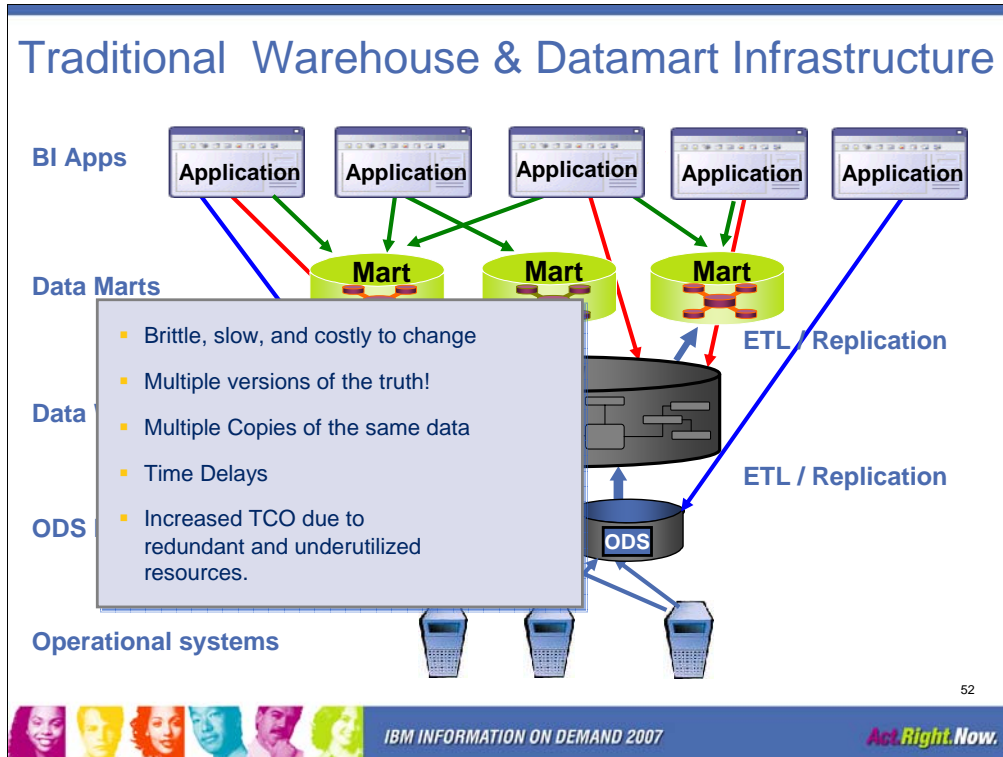 Traditional Warehouse & Datamart Infrastructure
BI Apps
Application
Application
Application
Application
Application
Mart
Mart
Mart
Data Marts
ETL / Replication
Brittle, slow, and costly to change
Multiple versions of the truth!
Multiple Copies of the same data
Time Delays
Increased TCO due to
redundant and underutilized
resources.
Data
ETL / Replication
ODS
ODS
Operational systems
52
IBM INFORMATION ON DEMAND 2007
Act.Right.Now.